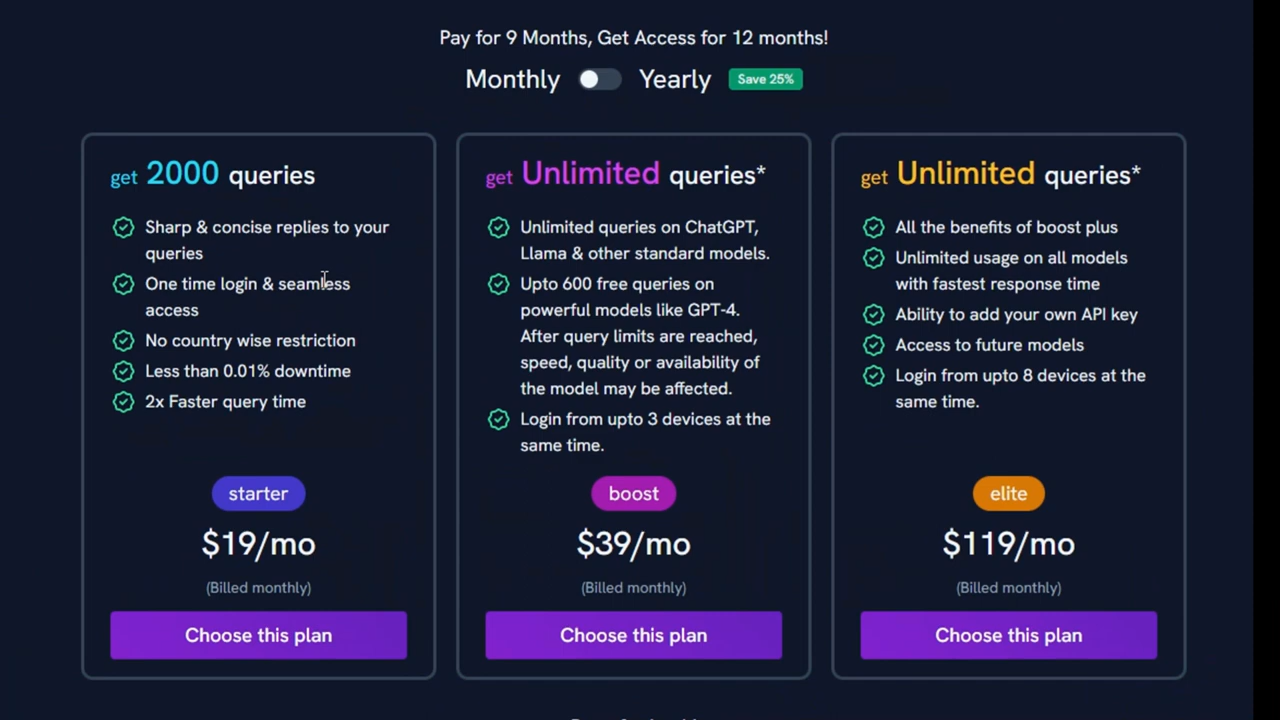 Pay for 9 Months, Get Access for 12 months!
Monthly Yearly Save 25%
get 2000 queries
Sharp & concise replies to your
queries
One time login & seamless
access
No country wise restriction
Less than 0.01% downtime
2x Faster query time
starter
$19/mo
(Billed monthly)
Choose this plan
get Unlimited queries*
Unlimited queries on ChatGPT,
Llama & other standard models.
Upto 600 free queries on
powerful models like GPT-4.
After query limits are reached,
speed, quality or availability of
the model may be affected.
Login from upto 3 devices at the
same time.
boost
$39/mo
(Billed monthly)
Choose this plan
get Unlimited queries*
All the benefits of boost plus
Unlimited usage on all models
with fastest response time
Ability to add your own API key
Access to future models
Login from upto 8 devices at the
same time.
elite
$119/mo
(Billed monthly)
Choose this plan